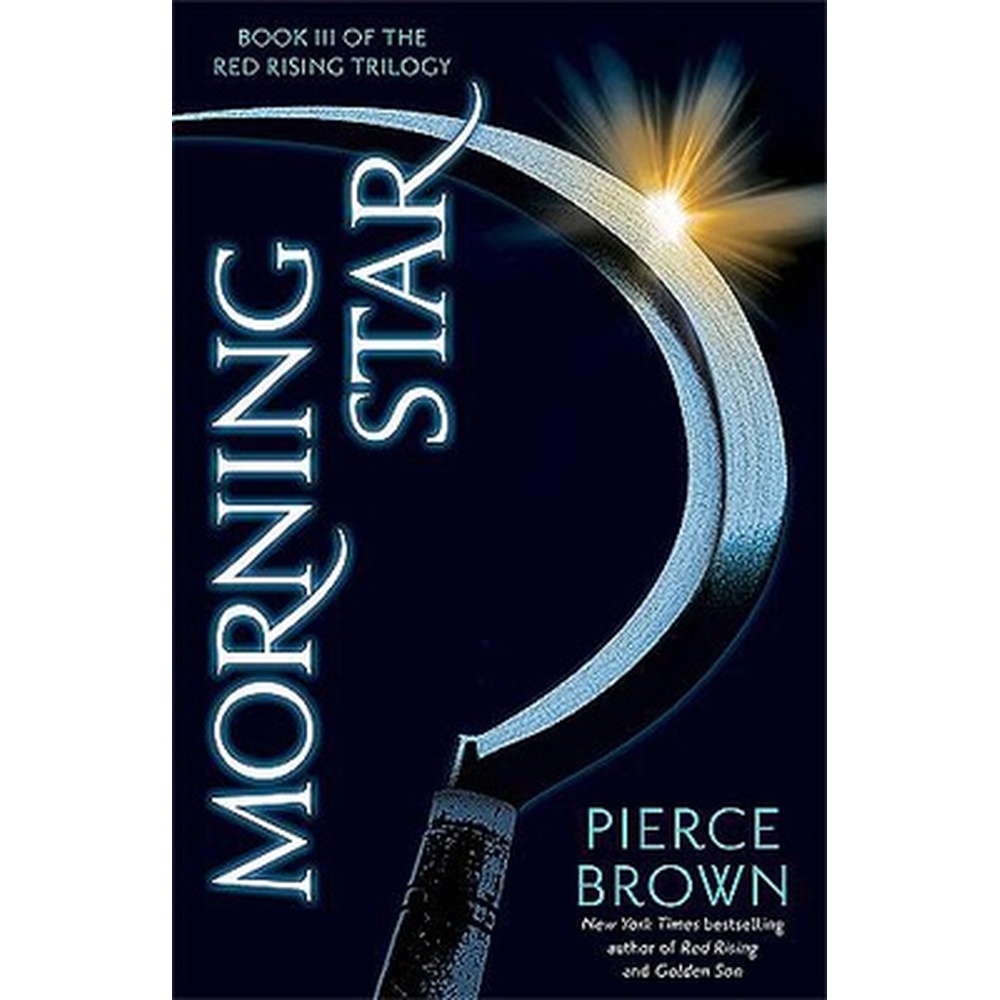 BOOK III OF THE
RED RISING TRILOGY
MORNING
STAR
PIERCE
BROWN
New York Times bestselling
author of Red Rising
and Golden Son